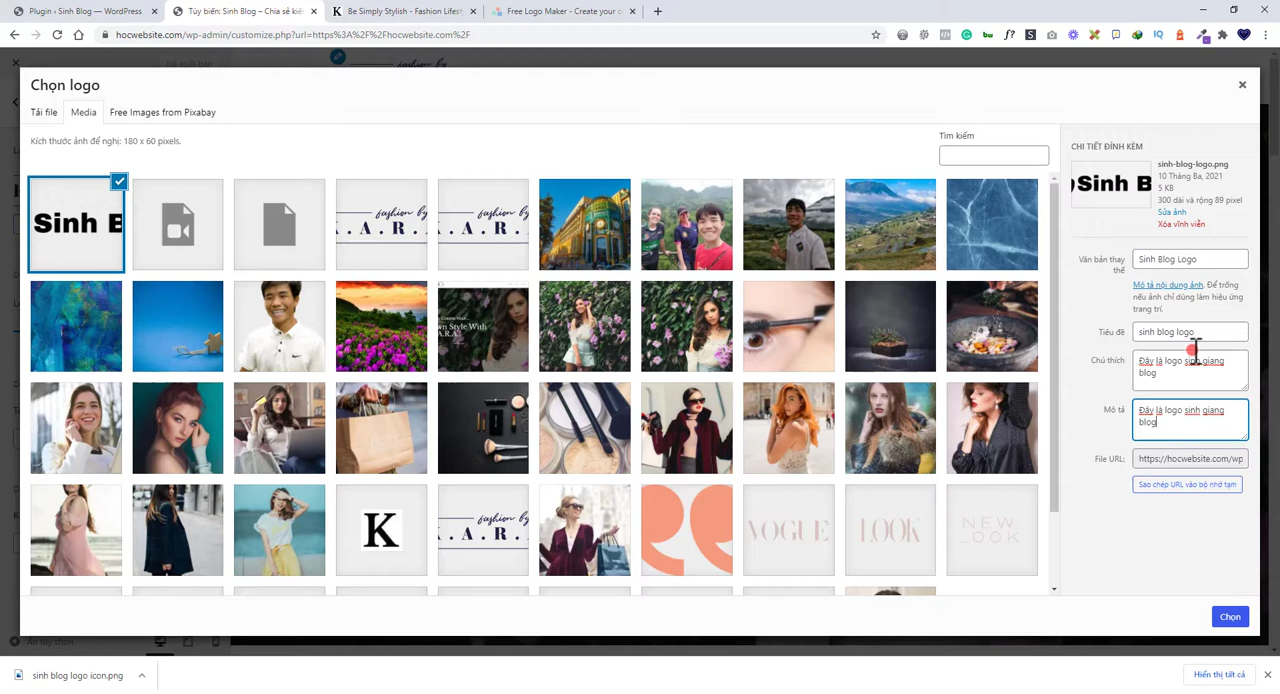 Plugin ‹ Sinh Blog — WordPress
Tùy biến: Sinh Blog – Chia sẻ kiế
Be Simply Stylish - Fashion Lifest
Free Logo Maker - Create your o
hocwebsite.com/wp-admin/customize.php?url=https%3A%2F%2Fhocwebsite.com%2F
Chọn logo
Tải file
Media
Free Images from Pixabay
Kích thước ảnh đề nghị: 180 x 60 pixels.
Tìm kiếm
CHI TIẾT ĐÍNH KÈM
sinh-blog-logo.png
10 Tháng Ba, 2021
5 KB
300 dài và rộng 89 pixel
Sửa ảnh
Xóa vĩnh viễn
Sinh B
Sinh B
fashion by
.A.R.A.
fashion by
.A.R.A.
Văn bản thay thế
Sinh Blog Logo
Mô tả nội dung ảnh. Để trống
nếu ảnh chỉ dùng làm hiệu ứng
trang trí.
Tiêu đề
sinh blog logo
Chú thích
Đây là logo sinh giang
blog
Mô tả
Đây là logo sinh giang
blog
File URL:
https://hocwebsite.com/wp
Sao chép URL vào bộ nhớ tạm
K
fashion by
.A.R.A.
VOGUE
LOOK
NEW
LOOK
Chọn
sinh blog logo icon.png
Hiển thị tất cả